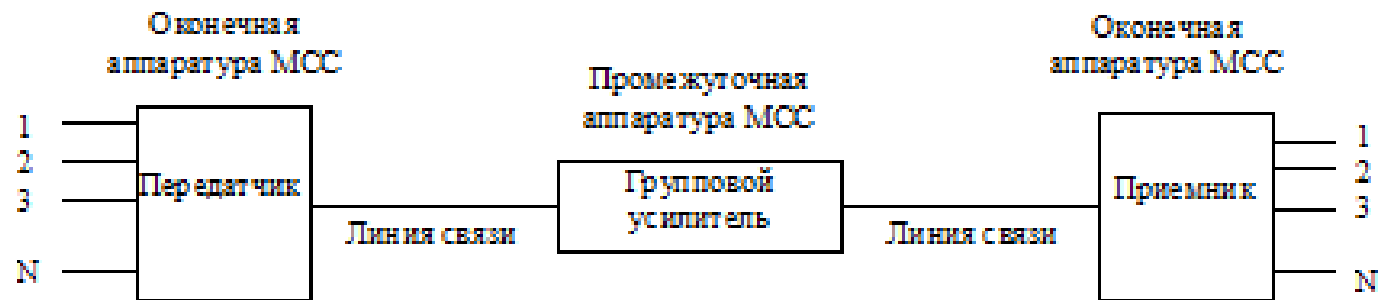 Оконечная
аппаратура МСС
Промежуточная
аппаратура МСС
Оконечная
аппаратура МСС
1
2
3
N
Передатчик
Линия связи
Групповой
усилитель
Линия связи
Приемник
1
2
3
N